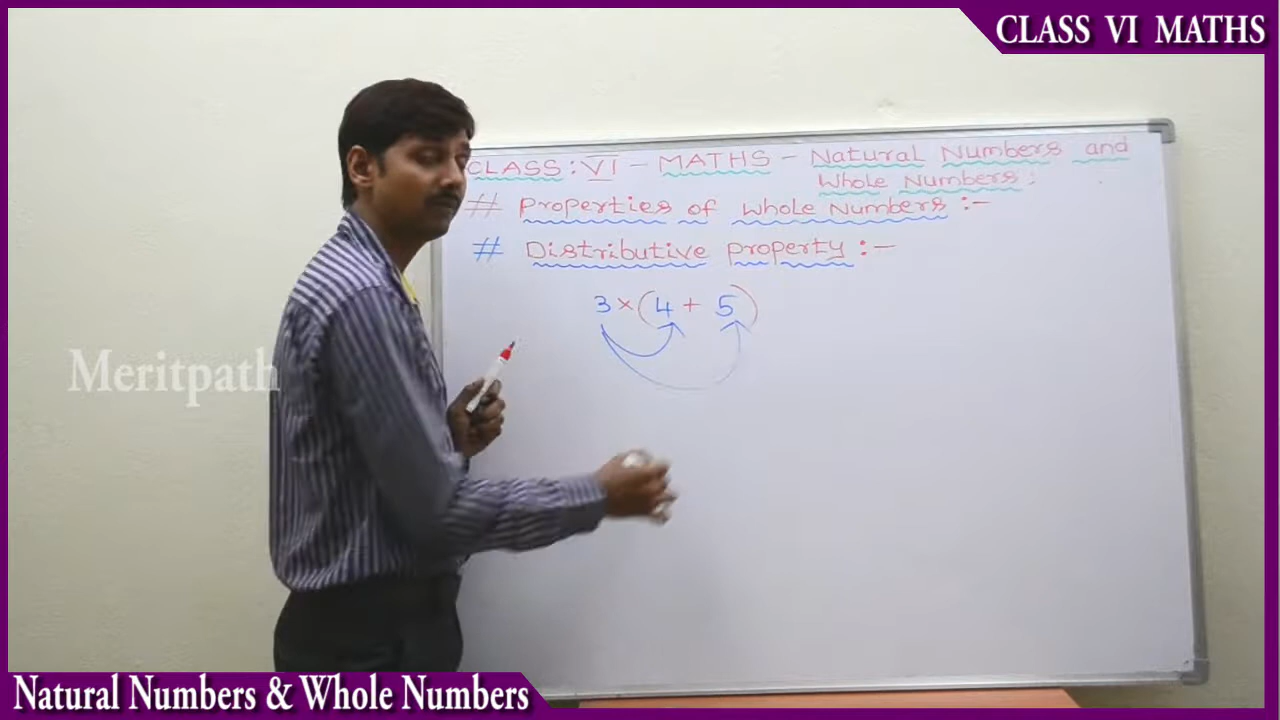 CLASS VI MATHS
CLASS : VI - MATHS - Natural Numbers and
Whole Numbers :
# Properties of Whole Numbers :-
# Distributive property :-
3 × (4 + 5)
Meritpath
Natural Numbers & Whole Numbers